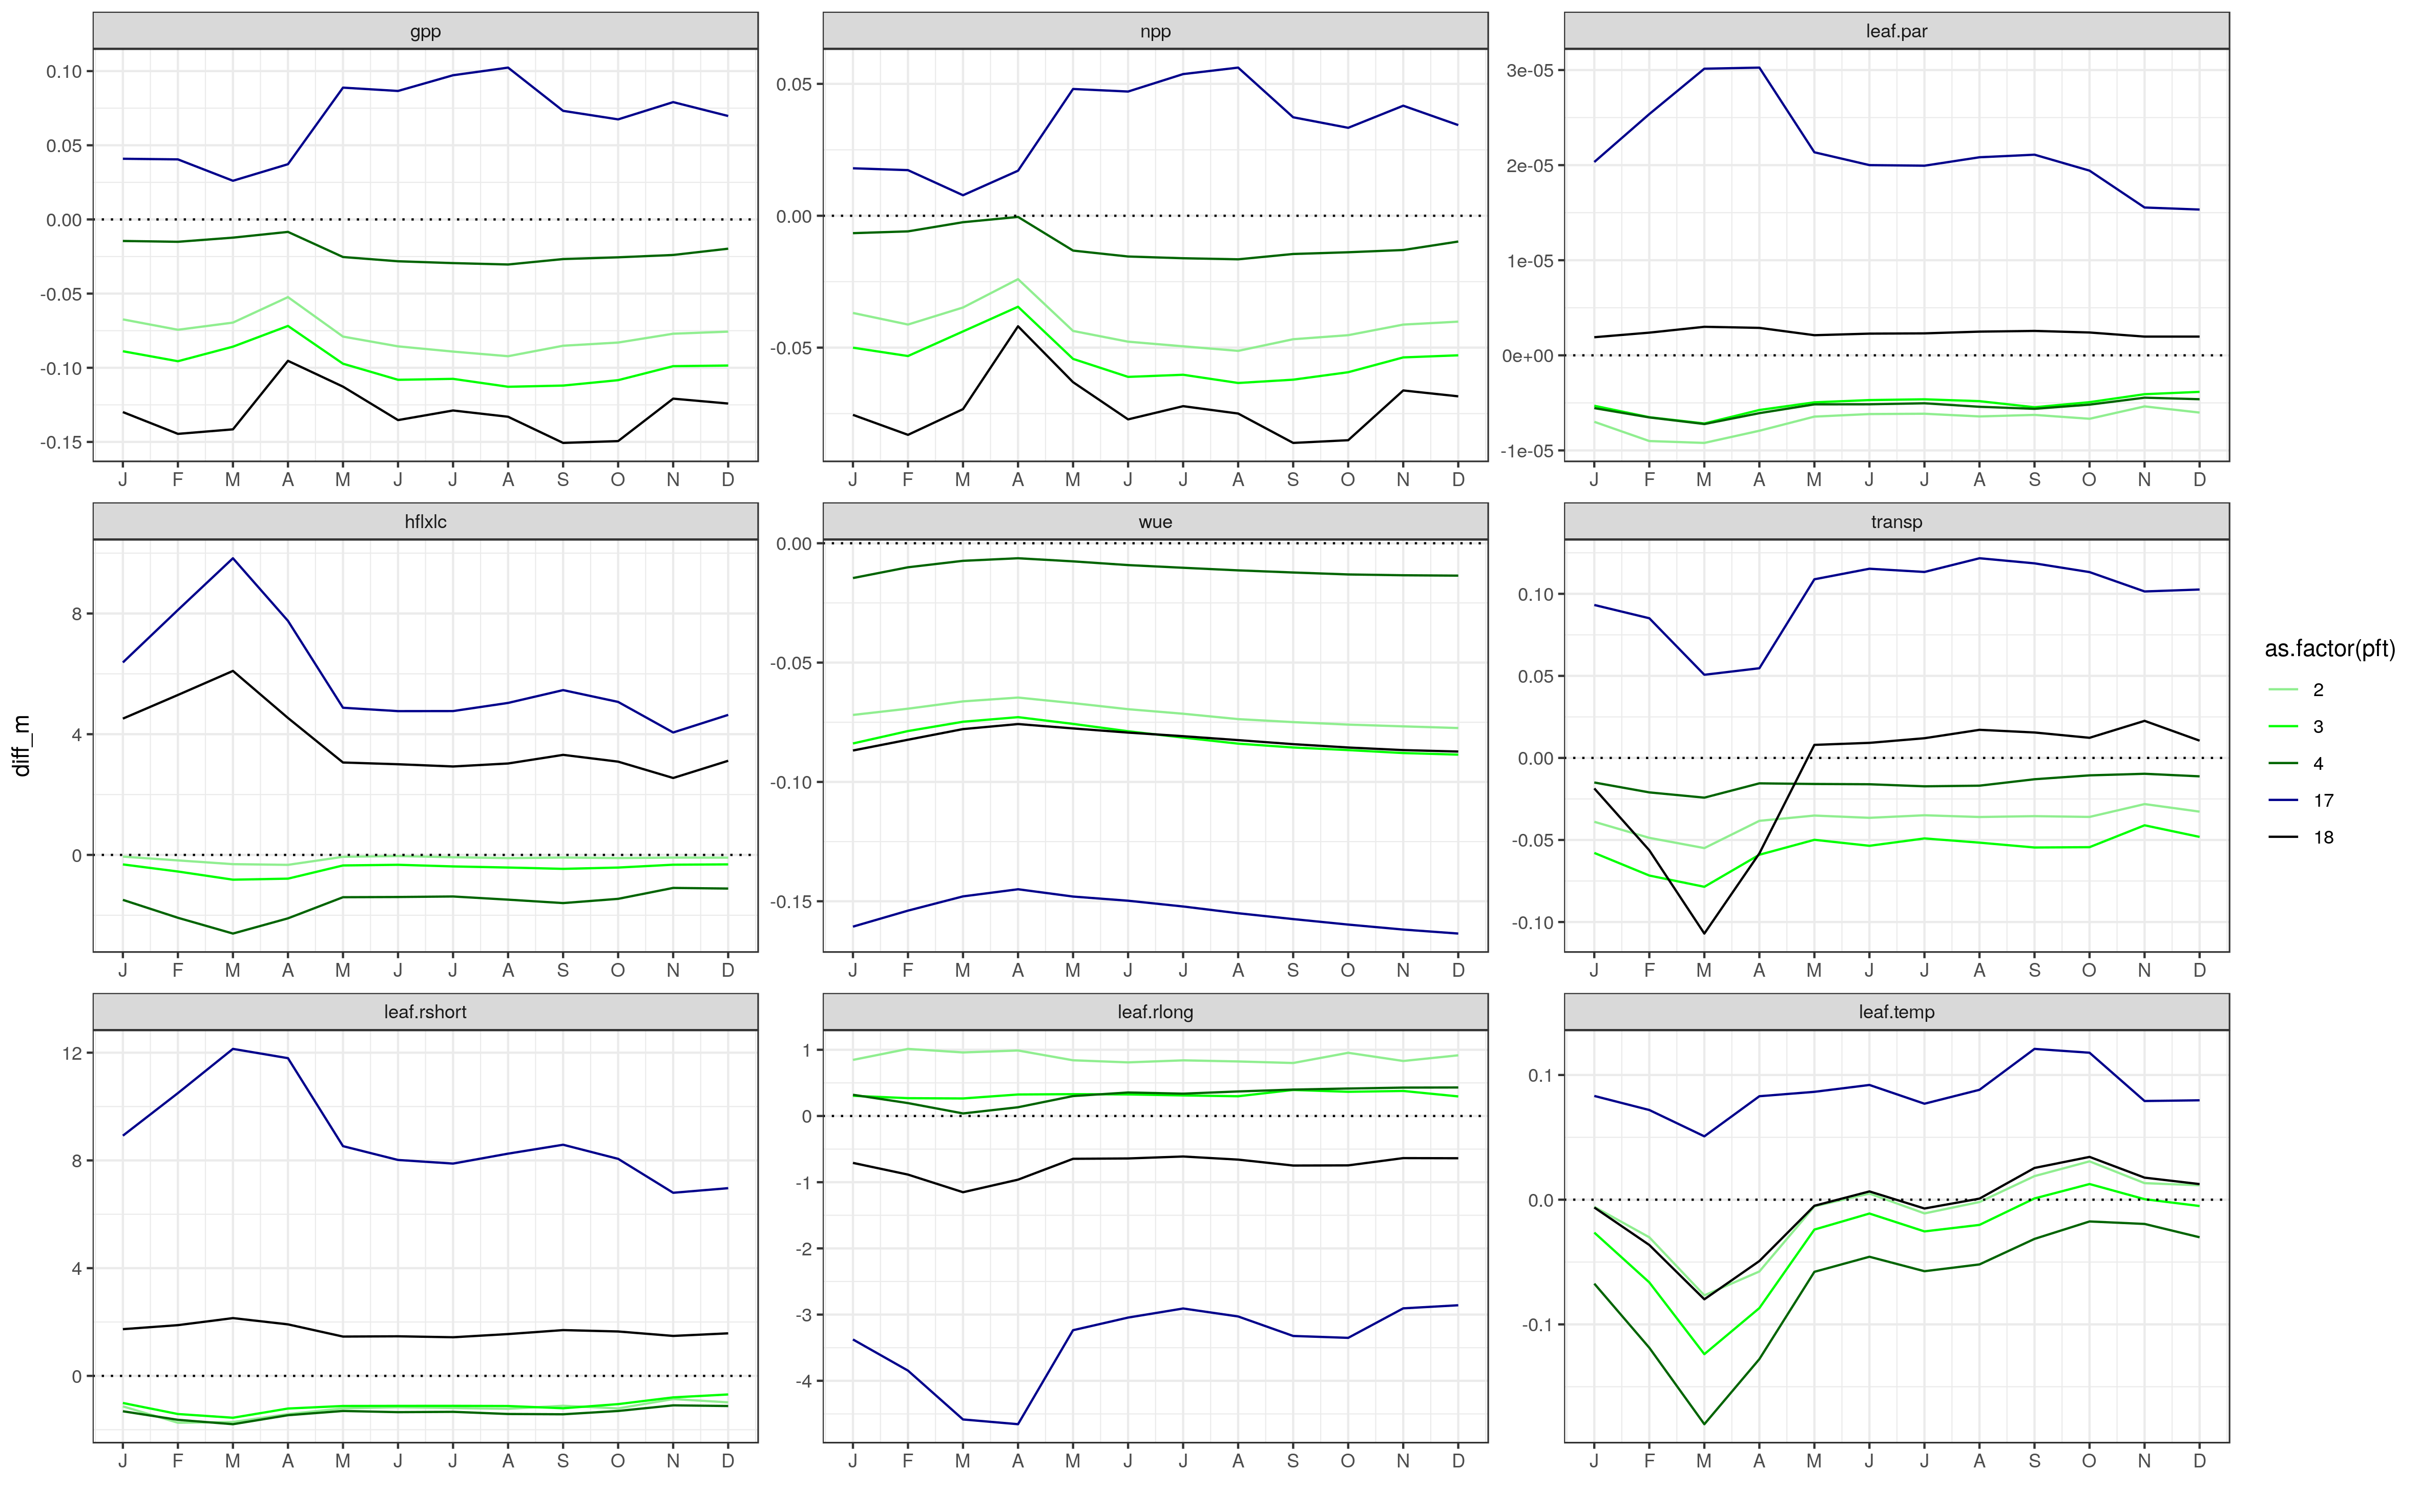 gpp
npp
leaf.par
0.10
0.05
0.00
-0.05
-0.10
-0.15
J F M A M J J A S O N D
0.05
0.00
-0.05
J F M A M J J A S O N D
3e-05
2e-05
1e-05
0e+00
-1e-05
J F M A M J J A S O N D
hflxlc
wue
transp
8
4
0
J F M A M J J A S O N D
0.00
-0.05
-0.10
-0.15
J F M A M J J A S O N D
0.10
0.05
0.00
-0.05
-0.10
J F M A M J J A S O N D
leaf.rshort
leaf.rlong
leaf.temp
12
8
4
0
J F M A M J J A S O N D
1
0
-1
-2
-3
-4
J F M A M J J A S O N D
0.1
0.0
-0.1
J F M A M J J A S O N D
diff_m
as.factor(pft)
2
3
4
17
18